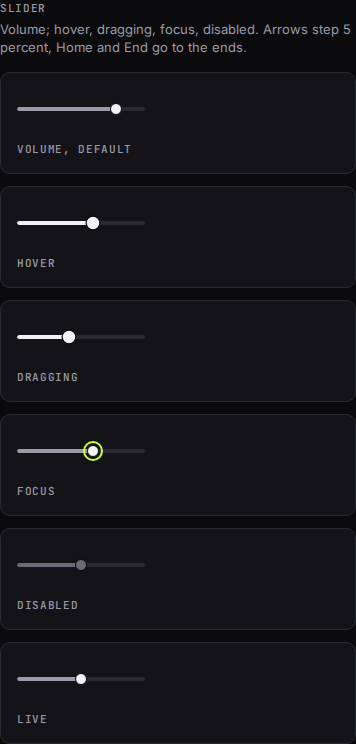 SLIDER
Volume; hover, dragging, focus, disabled. Arrows step 5
percent, Home and End go to the ends.
VOLUME, DEFAULT
HOVER
DRAGGING
FOCUS
DISABLED
LIVE